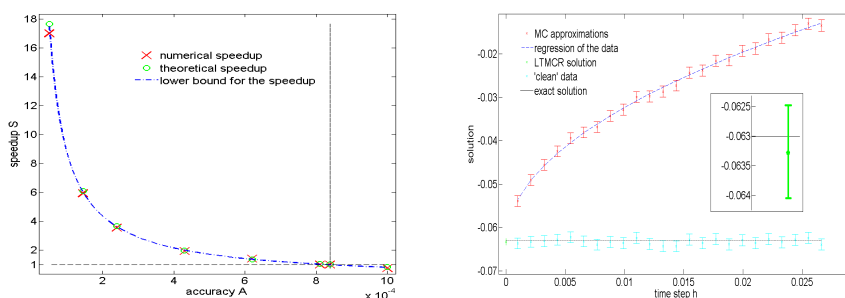 18
16
14
12
10
8
6
4
2
1
speedup S
numerical speedup
theoretical speedup
lower bound for the speedup
2
4
6
8
10
accuracy A
x 10⁻⁴
-0.02
-0.03
-0.04
-0.05
-0.06
-0.07
solution
MC approximations
regression of the data
LTMCR solution
'clean' data
exact solution
-0.0625
-0.063
-0.0635
-0.064
0
0.005
0.01
0.015
0.02
0.025
time step h